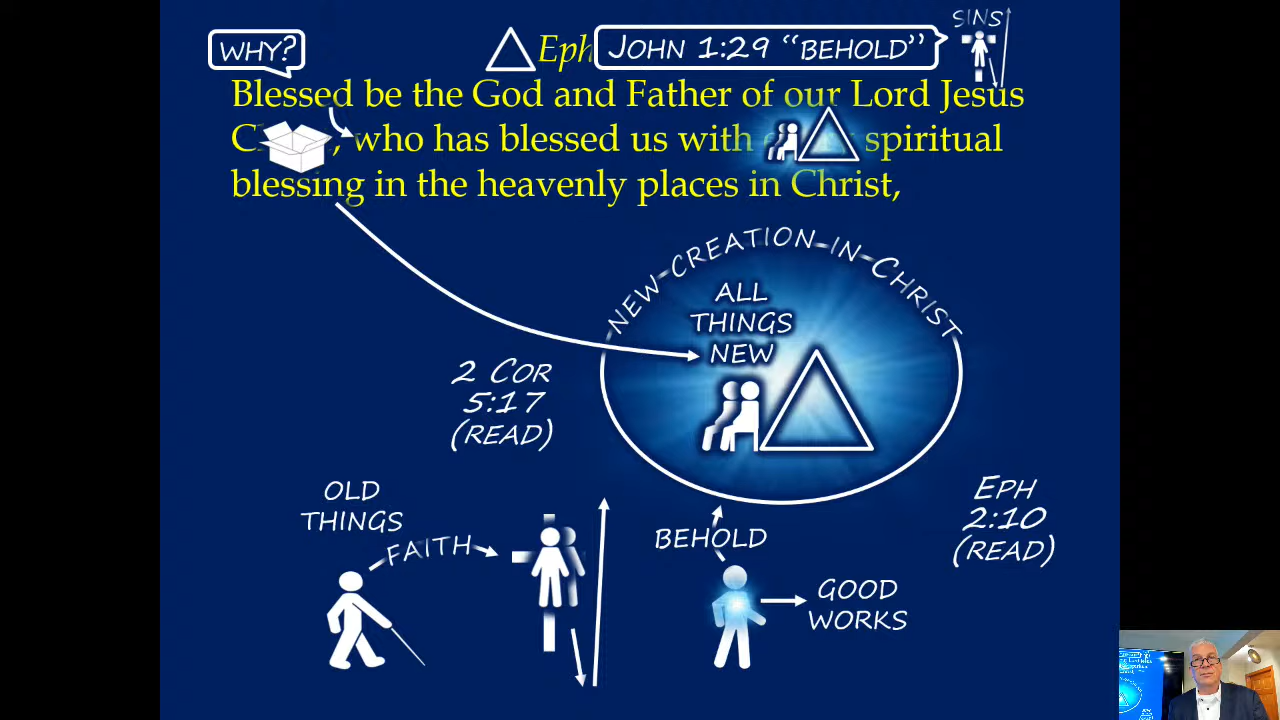 WHY?
Eph
JOHN 1:29 “BEHOLD”
SINS
Blessed be the God and Father of our Lord Jesus
who has blessed us with spiritual
blessing in the heavenly places in Christ,
NEW CREATION IN CHRIST
ALL
THINGS
NEW
2 COR
5:17
(READ)
OLD
THINGS
FAITH
BEHOLD
GOOD
WORKS
EPH
2:10
(READ)